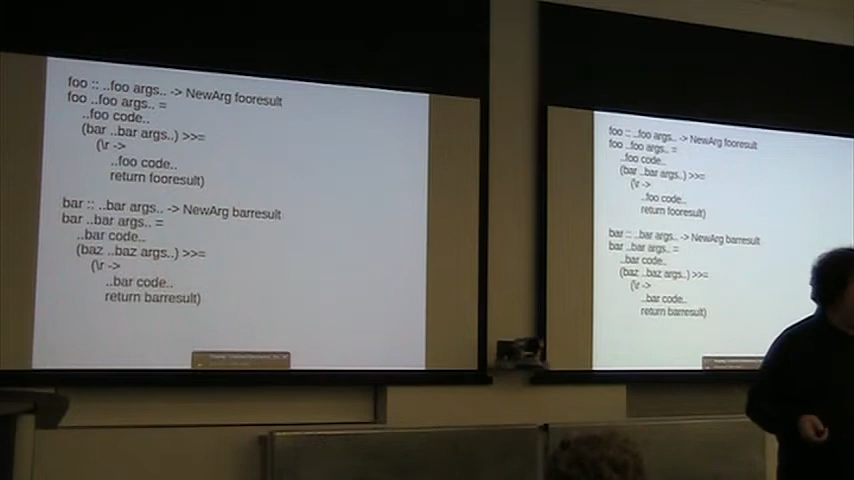 foo :: ..foo args.. -> NewArg fooresult
foo ..foo args.. =
..foo code..
(bar ..bar args..) >>=
(\r ->
..foo code..
return fooresult)
bar :: ..bar args.. -> NewArg barresult
bar ..bar args.. =
..bar code..
(baz ..baz args..) >>=
(\r ->
..bar code..
return barresult)
foo :: ..foo args.. -> NewArg fooresult
foo ..foo args.. =
..foo code..
(bar ..bar args..) >>=
(\r ->
..foo code..
return fooresult)
bar :: ..bar args.. -> NewArg barresult
bar ..bar args.. =
..bar code..
(baz ..baz args..) >>=
(\r ->
..bar code..
return barresult)